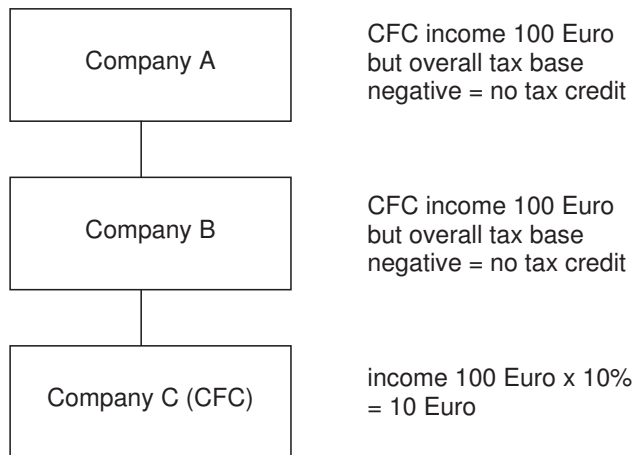 Company A
CFC income 100 Euro
but overall tax base
negative = no tax credit
Company B
CFC income 100 Euro
but overall tax base
negative = no tax credit
Company C (CFC)
income 100 Euro x 10%
= 10 Euro